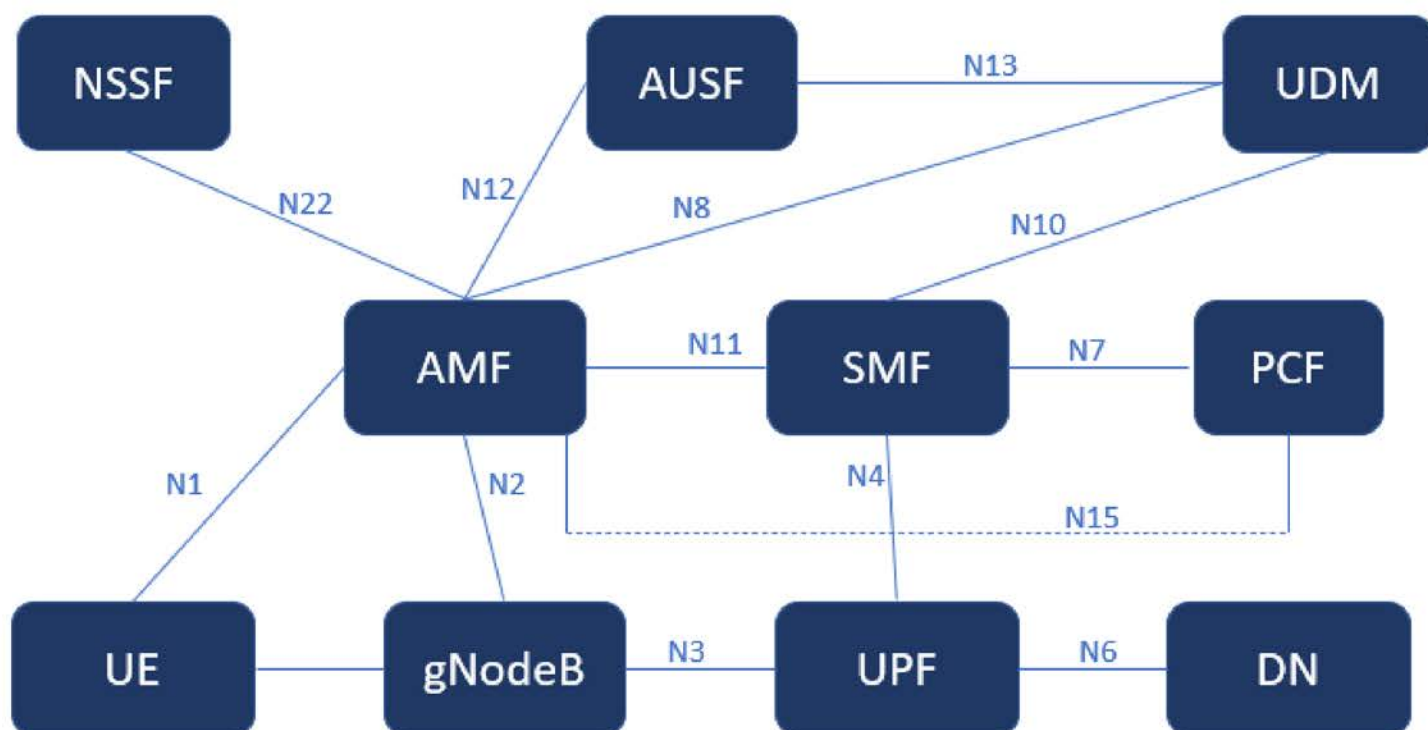 NSSF
AUSF
N13
UDM
N22
N12
N8
N10
AMF
N11
SMF
N7
PCF
N1
N2
N4
N15
UE
gNodeB
N3
UPF
N6
DN